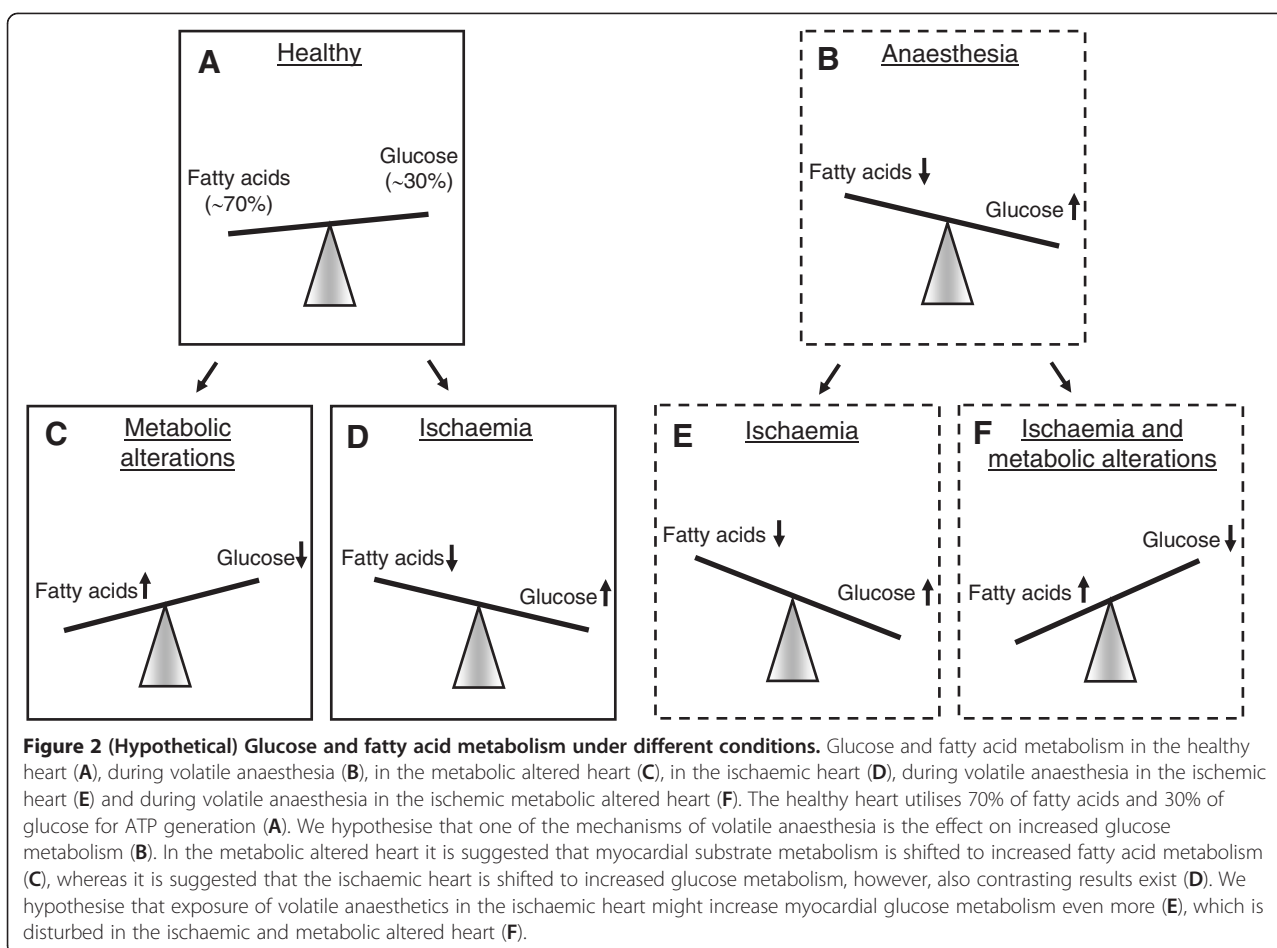 A
Healthy
Fatty acids
(~70%)
Glucose
(~30%)
B
Anaesthesia
Fatty acids ↓
Glucose ↑
C
Metabolic
alterations
Fatty acids ↑
Glucose ↓
D
Ischaemia
Fatty acids ↓
Glucose ↑
E
Ischaemia
Fatty acids ↓
Glucose ↑
F
Ischaemia and
metabolic alterations
Fatty acids ↑
Glucose ↓
Figure 2 (Hypothetical) Glucose and fatty acid metabolism under different conditions. Glucose and fatty acid metabolism in the healthy
heart (A), during volatile anaesthesia (B), in the metabolic altered heart (C), in the ischaemic heart (D), during volatile anaesthesia in the ischemic
heart (E) and during volatile anaesthesia in the ischemic metabolic altered heart (F). The healthy heart utilises 70% of fatty acids and 30% of
glucose for ATP generation (A). We hypothesise that one of the mechanisms of volatile anaesthesia is the effect on increased glucose
metabolism (B). In the metabolic altered heart it is suggested that myocardial substrate metabolism is shifted to increased fatty acid metabolism
(C), whereas it is suggested that the ischaemic heart is shifted to increased glucose metabolism, however, also contrasting results exist (D). We
hypothesise that exposure of volatile anaesthetics in the ischaemic heart might increase myocardial glucose metabolism even more (E), which is
disturbed in the ischaemic and metabolic altered heart (F).